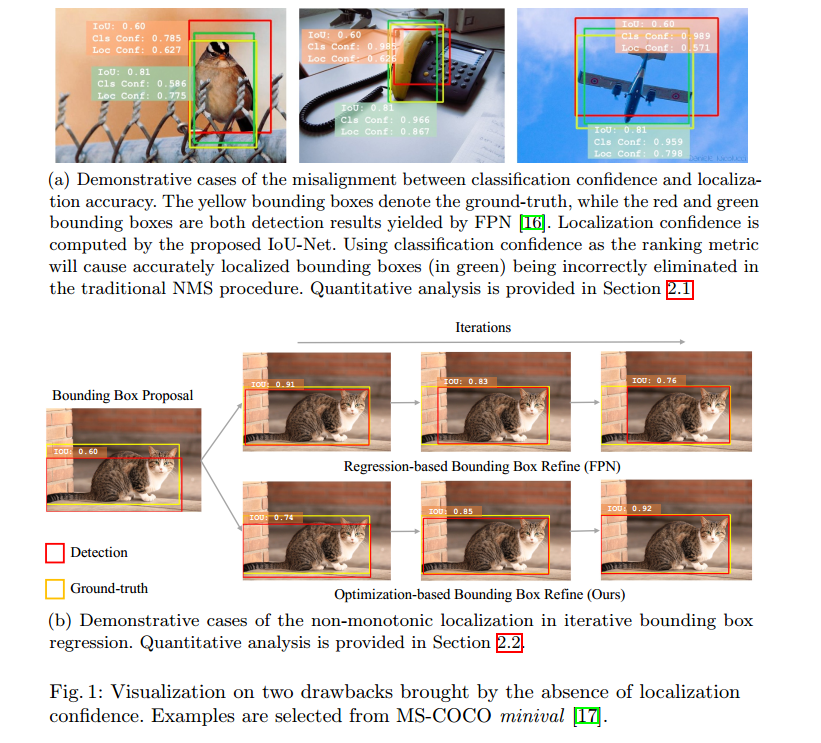 IoU: 0.60
Cls Conf: 0.785
Loc Conf: 0.627
IoU: 0.81
Cls Conf: 0.586
Loc Conf: 0.775
IoU: 0.60
Cls Conf: 0.985
Loc Conf: 0.626
IoU: 0.81
Cls Conf: 0.966
Loc Conf: 0.867
IoU: 0.60
Cls Conf: 0.989
Loc Conf: 0.571
IoU: 0.81
Cls Conf: 0.959
Loc Conf: 0.798
(a) Demonstrative cases of the misalignment between classification confidence and localiza-
tion accuracy. The yellow bounding boxes denote the ground-truth, while the red and green
bounding boxes are both detection results yielded by FPN [16]. Localization confidence is
computed by the proposed IoU-Net. Using classification confidence as the ranking metric
will cause accurately localized bounding boxes (in green) being incorrectly eliminated in
the traditional NMS procedure. Quantitative analysis is provided in Section 2.1
Iterations
Bounding Box Proposal
IOU: 0.60
IOU: 0.91
IOU: 0.83
IOU: 0.76
Regression-based Bounding Box Refine (FPN)
IOU: 0.74
IOU: 0.85
IOU: 0.92
Detection
Ground-truth
Optimization-based Bounding Box Refine (Ours)
(b) Demonstrative cases of the non-monotonic localization in iterative bounding box
regression. Quantitative analysis is provided in Section 2.2.
Fig. 1: Visualization on two drawbacks brought by the absence of localization
confidence. Examples are selected from MS-COCO minival [17].